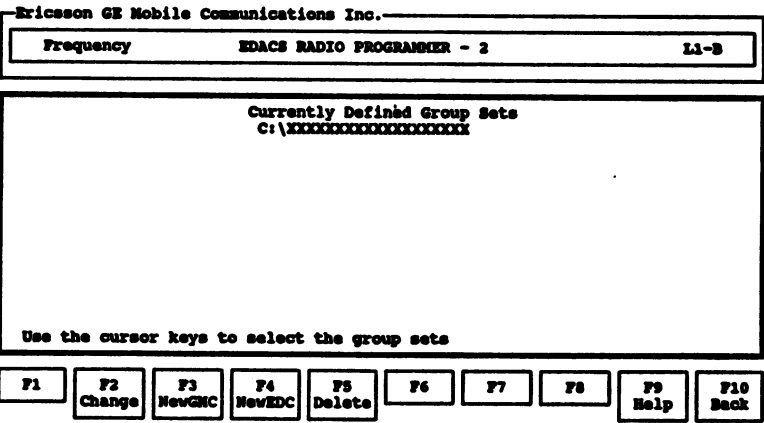 Ericsson GE Mobile Communications Inc.
Frequency EDACS RADIO PROGRAMMER - 2 L1-B
Currently Defined Group Sets
C:\XXXXXXXXXXXXXXXXXXX
Use the cursor keys to select the group sets
F1 F2 F3 F4 F5 F6 F7 F8 F9 F10
Change NewGMC NewEDC Delete Help Back